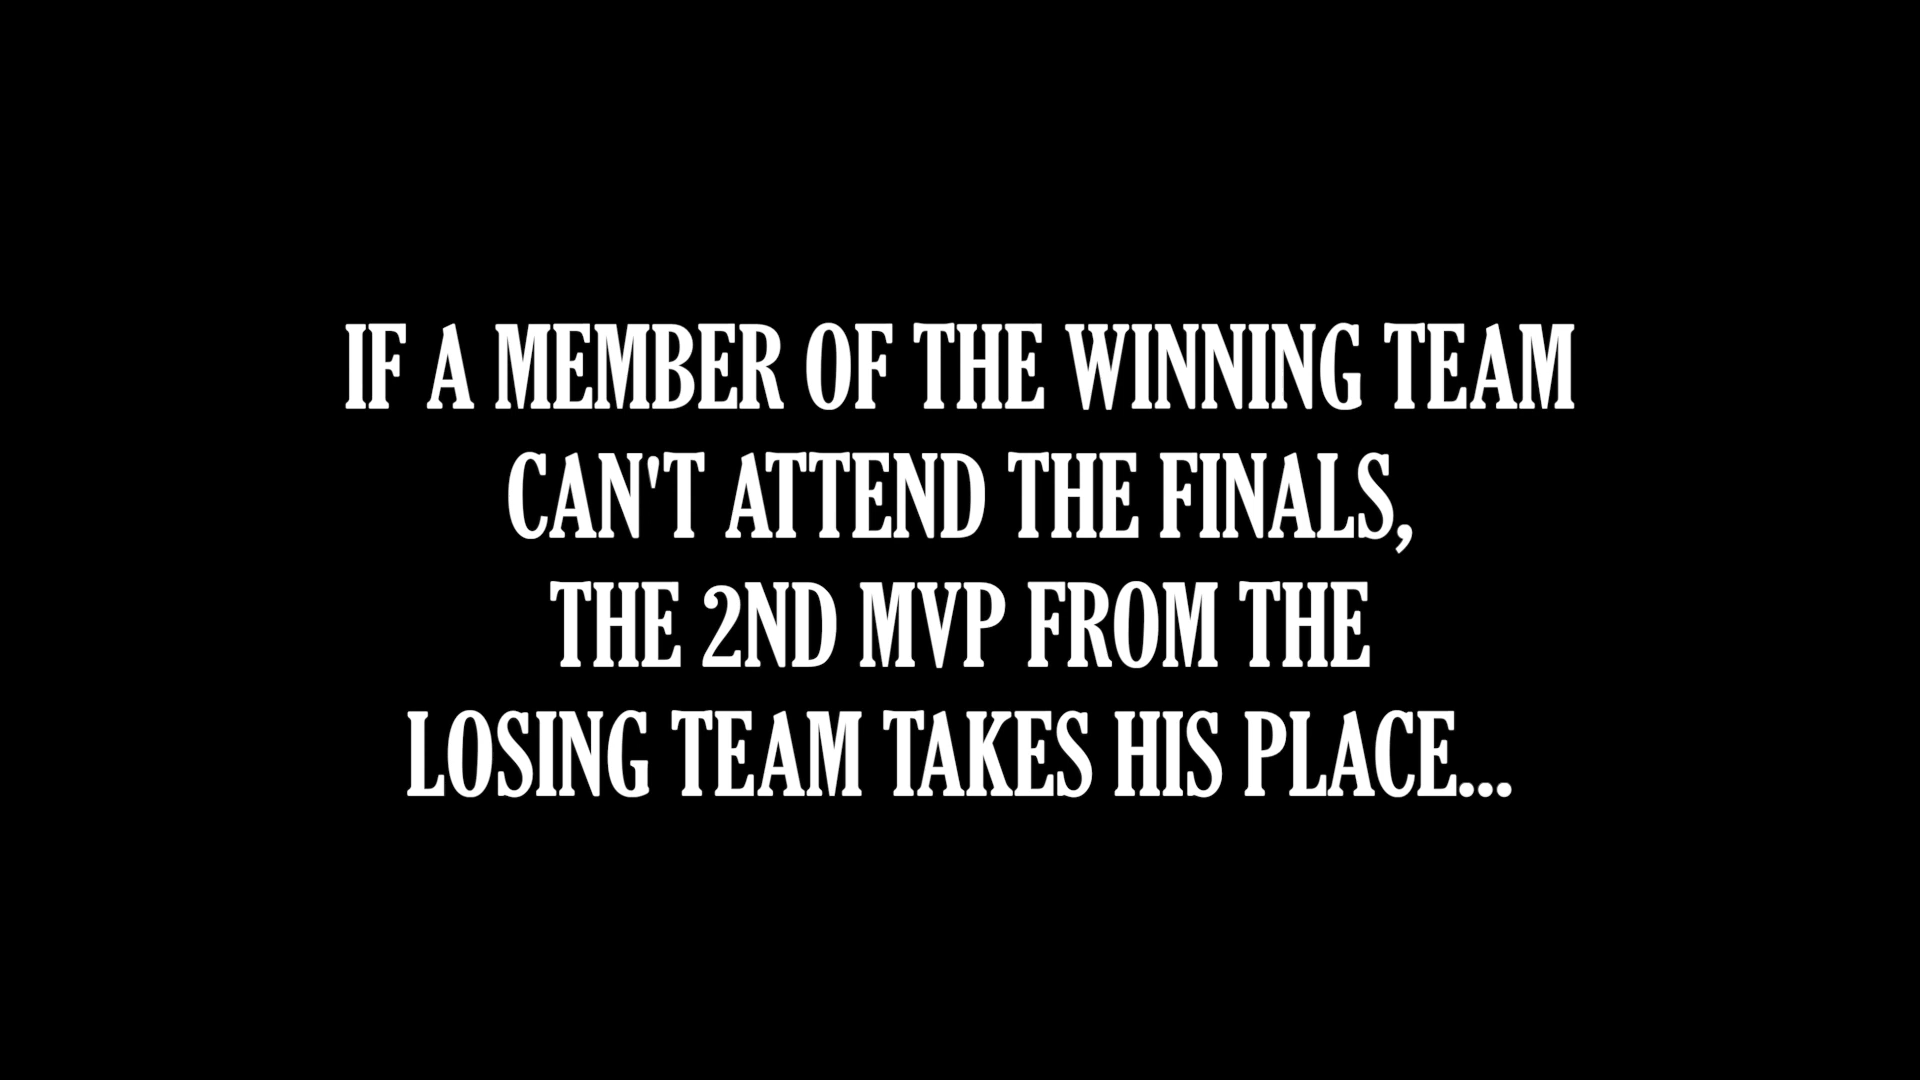 IF A MEMBER OF THE WINNING TEAM
CAN'T ATTEND THE FINALS,
THE 2ND MVP FROM THE
LOSING TEAM TAKES HIS PLACE...